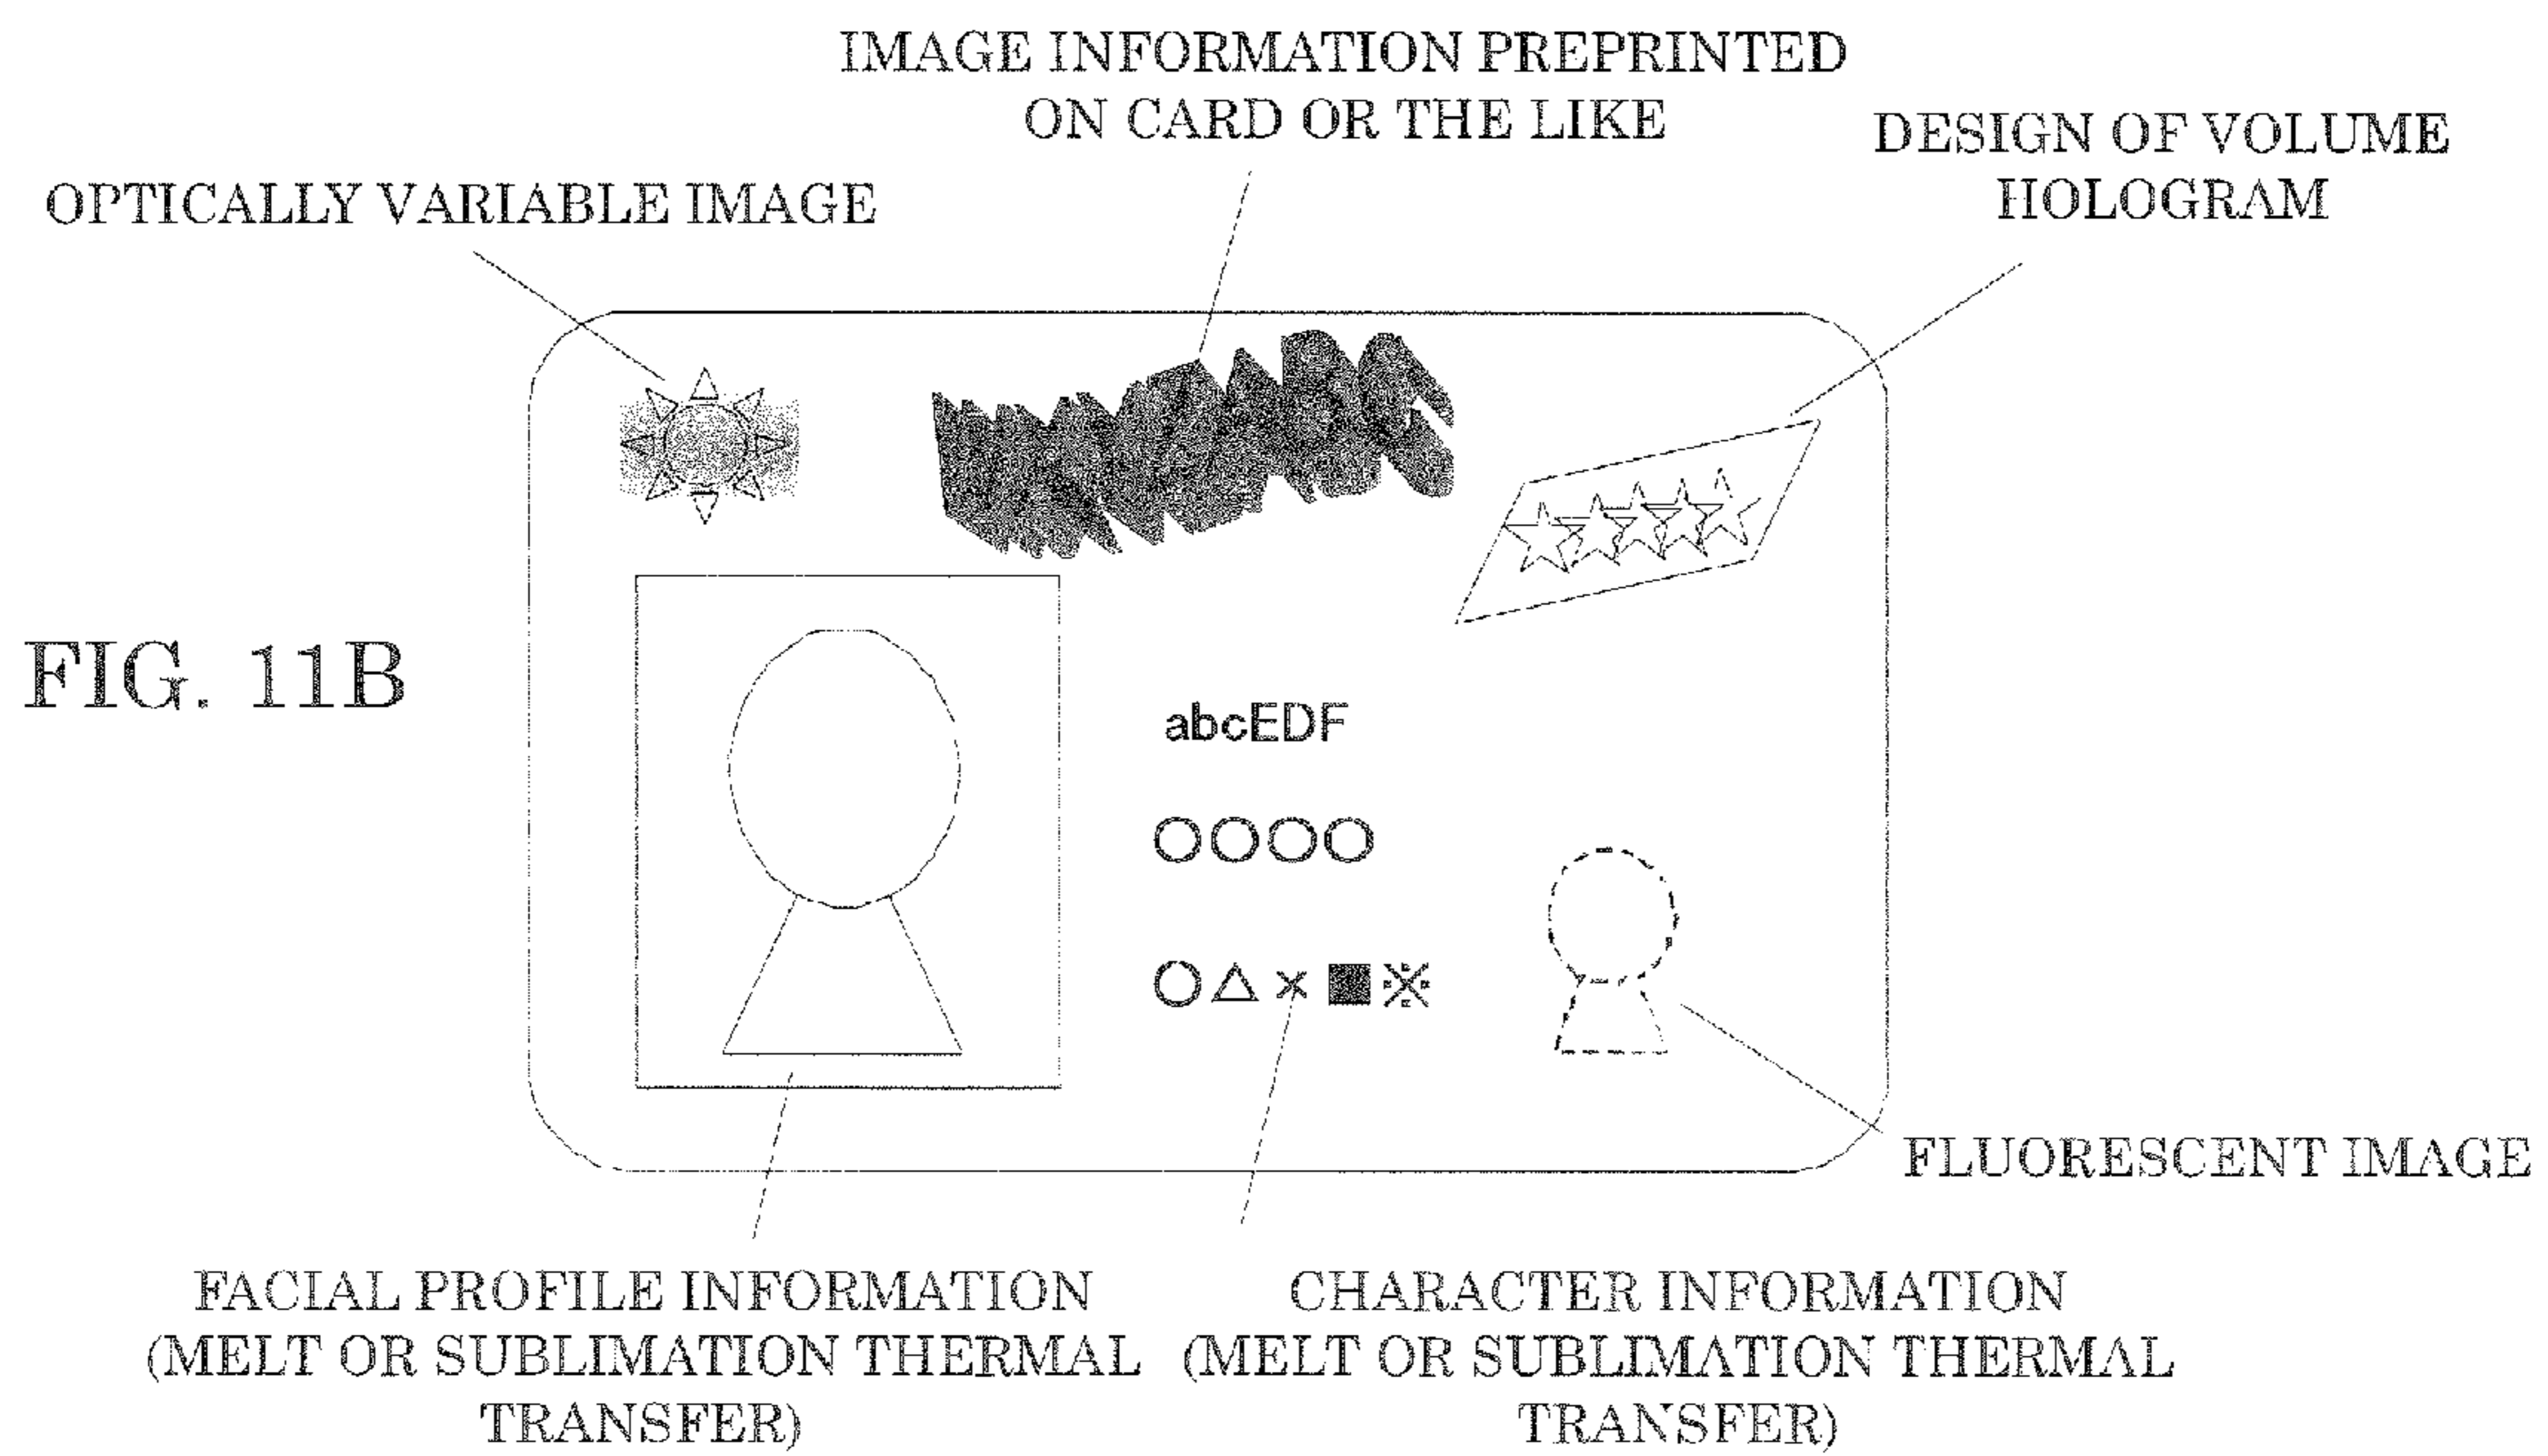 IMAGE INFORMATION PREPRINTED
ON CARD OR THE LIKE
DESIGN OF VOLUME
HOLOGRAM
OPTICALLY VARIABLE IMAGE
FIG. 11B
abcEDF
○○○○
○△×■※
FLUORESCENT IMAGE
FACIAL PROFILE INFORMATION
(MELT OR SUBLIMATION THERMAL
TRANSFER)
CHARACTER INFORMATION
(MELT OR SUBLIMATION THERMAL
TRANSFER)